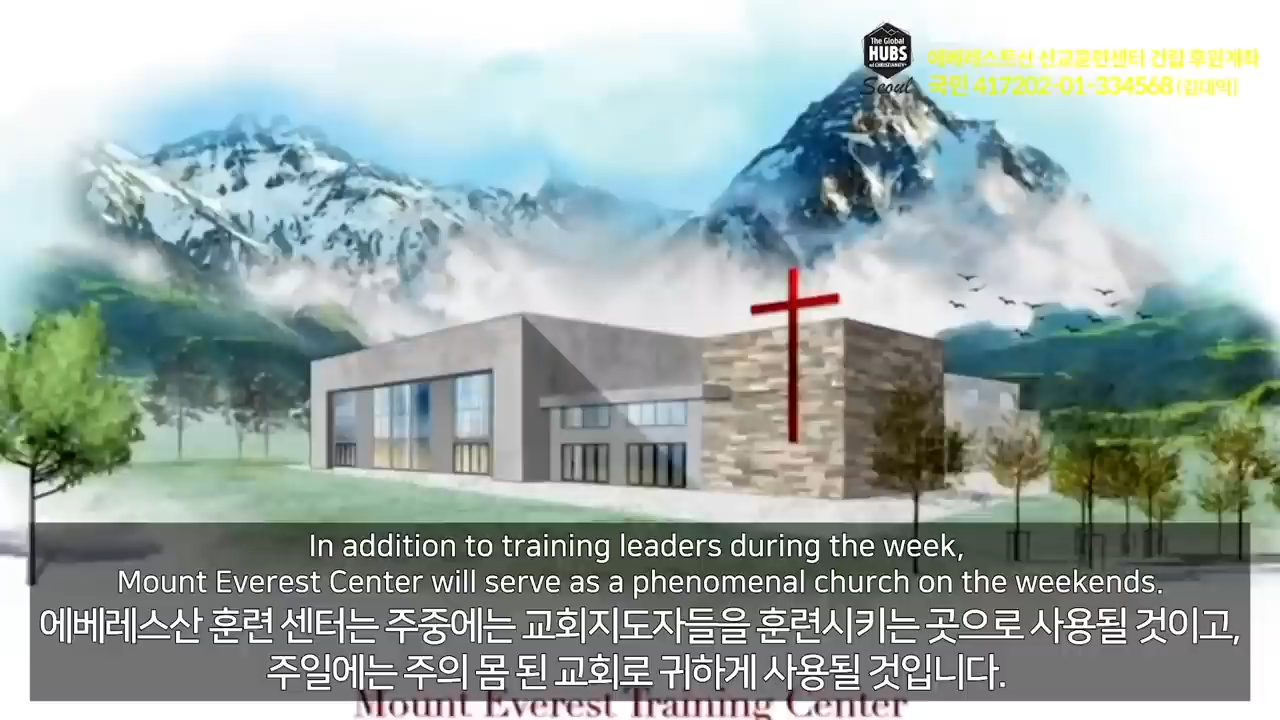 The Global
HUBS
of CHRISTIANITY
Seoul
에베레스트산 선교훈련센터 건립 후원계좌
국민 417202-01-334568 (김대억)
In addition to training leaders during the week,
Mount Everest Center will serve as a phenomenal church on the weekends.
에베레스산 훈련 센터는 주중에는 교회지도자들을 훈련시키는 곳으로 사용될 것이고,
주일에는 주의 몸 된 교회로 귀하게 사용될 것입니다.
Mount Everest Training Center